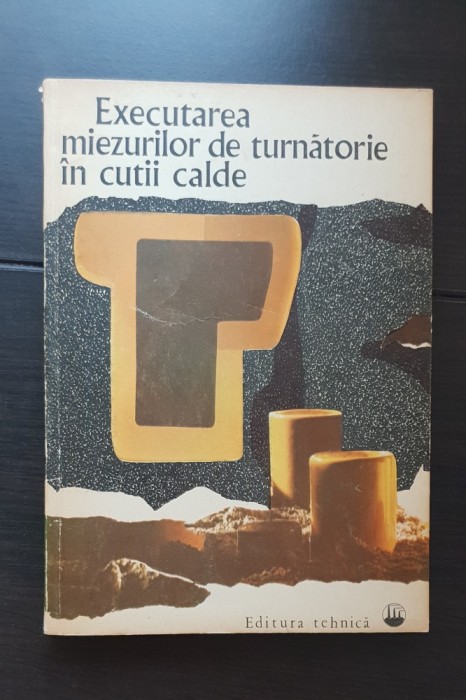 Executarea
miezurilor de turnătorie
în cutii calde
Editura tehnică